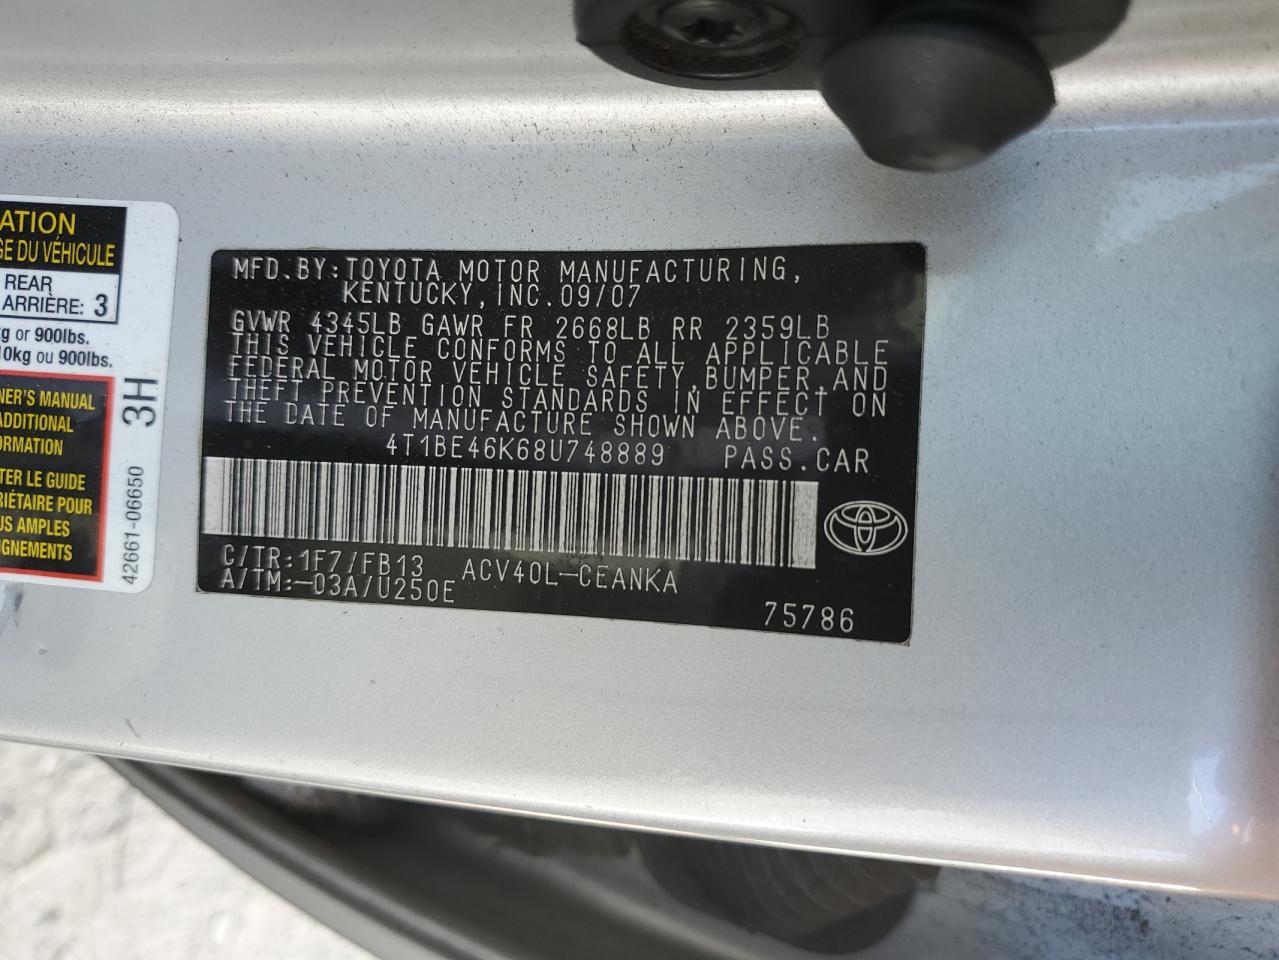 ATION
GE DU VÉHICULE
REAR
ARRIÈRE: 3
kg or 900lbs.
10kg ou 900lbs.
NER'S MANUAL
ADDITIONAL
ORMATION
TER LE GUIDE
RIÉTAIRE POUR
US AMPLES
IGNEMENTS
3H
42661-06650
MFD.BY:TOYOTA MOTOR MANUFACTURING,
KENTUCKY, INC. 09/07
GVWR 4345LB GAWR FR 2668LB RR 2359LB
THIS VEHICLE CONFORMS TO ALL APPLICABLE
FEDERAL MOTOR VEHICLE SAFETY, BUMPER, AND
THEFT PREVENTION STANDARDS IN EFFECT ON
THE DATE OF MANUFACTURE SHOWN ABOVE.
4T1BE46K68U748889 PASS.CAR
C/TR:1F7/FB13 ACV40L-CEANKA
A/TM:-03A/U250E
75786